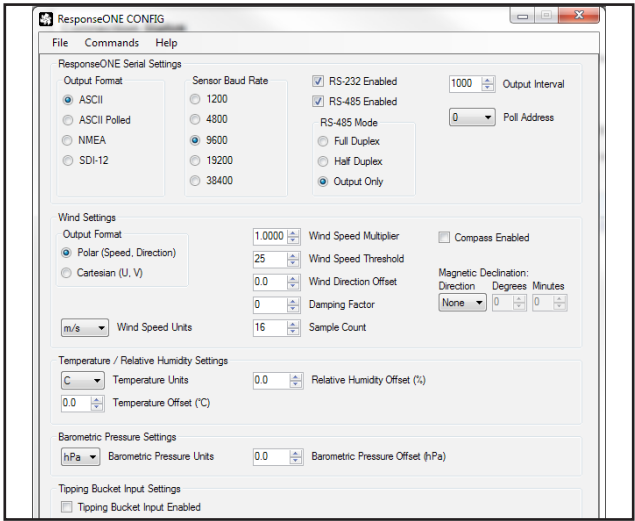 ResponseONE CONFIG
File Commands Help
ResponseONE Serial Settings
Output Format
ASCII
ASCII Polled
NMEA
SDI-12
Sensor Baud Rate
1200
4800
9600
19200
38400
RS-232 Enabled
RS-485 Enabled
RS-485 Mode
Full Duplex
Half Duplex
Output Only
1000 Output Interval
0 Poll Address
Wind Settings
Output Format
Polar (Speed, Direction)
Cartesian (U, V)
m/s Wind Speed Units
1.0000 Wind Speed Multiplier
25 Wind Speed Threshold
0.0 Wind Direction Offset
0 Damping Factor
16 Sample Count
Compass Enabled
Magnetic Declination:
Direction Degrees Minutes
None 0 0
Temperature / Relative Humidity Settings
C Temperature Units 0.0 Relative Humidity Offset (%)
0.0 Temperature Offset (°C)
Barometric Pressure Settings
hPa Barometric Pressure Units 0.0 Barometric Pressure Offset (hPa)
Tipping Bucket Input Settings
Tipping Bucket Input Enabled